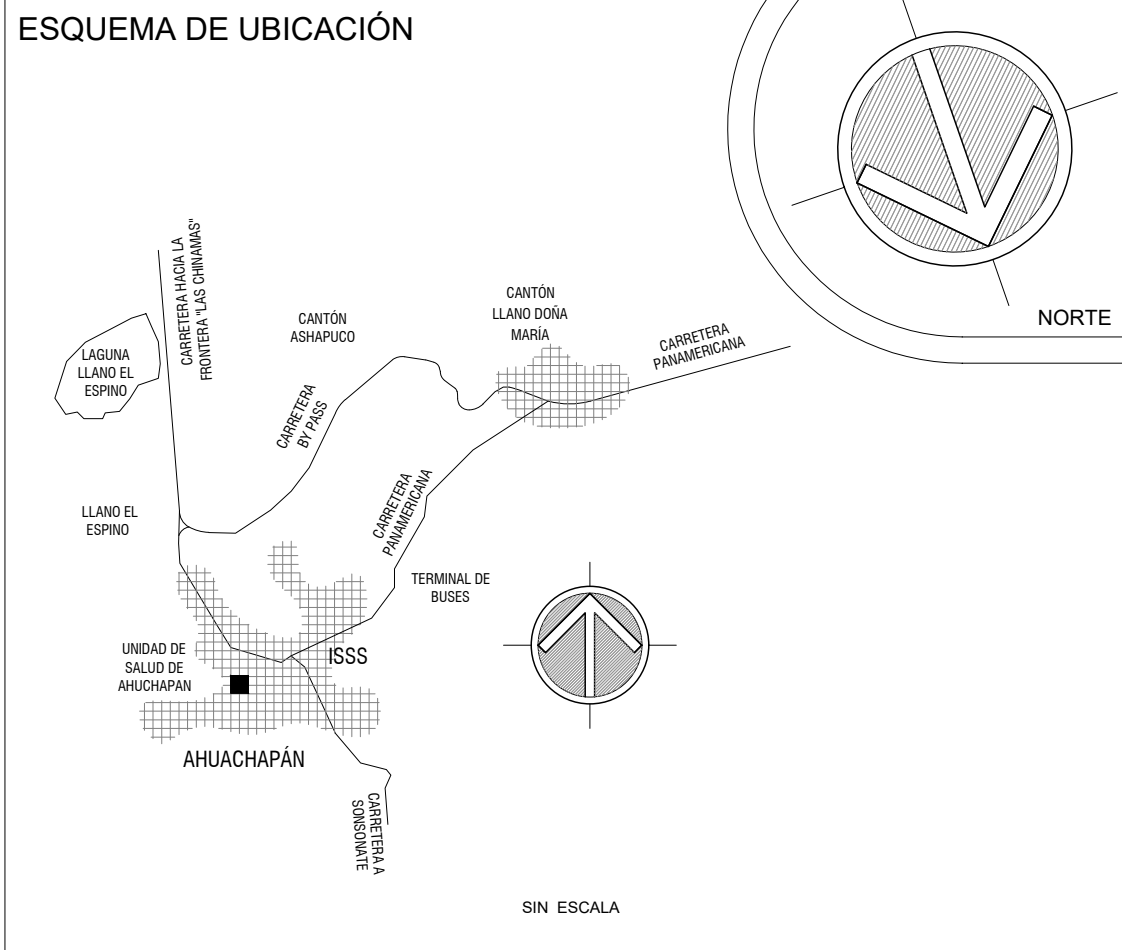 ESQUEMA DE UBICACIÓN
NORTE
CARRETERA HACIA LA
FRONTERA "LAS CHINAMAS"
LAGUNA
LLANO EL
ESPINO
CANTÓN
ASHAPUCO
CANTÓN
LLANO DOÑA
MARÍA
CARRETERA
PANAMERICANA
CARRETERA
BY PASS
CARRETERA
PANAMERICANA
LLANO EL
ESPINO
TERMINAL DE
BUSES
UNIDAD DE
SALUD DE
AHUCHAPAN
ISSS
AHUACHAPÁN
CARRETERA A
SONSONATE
SIN ESCALA